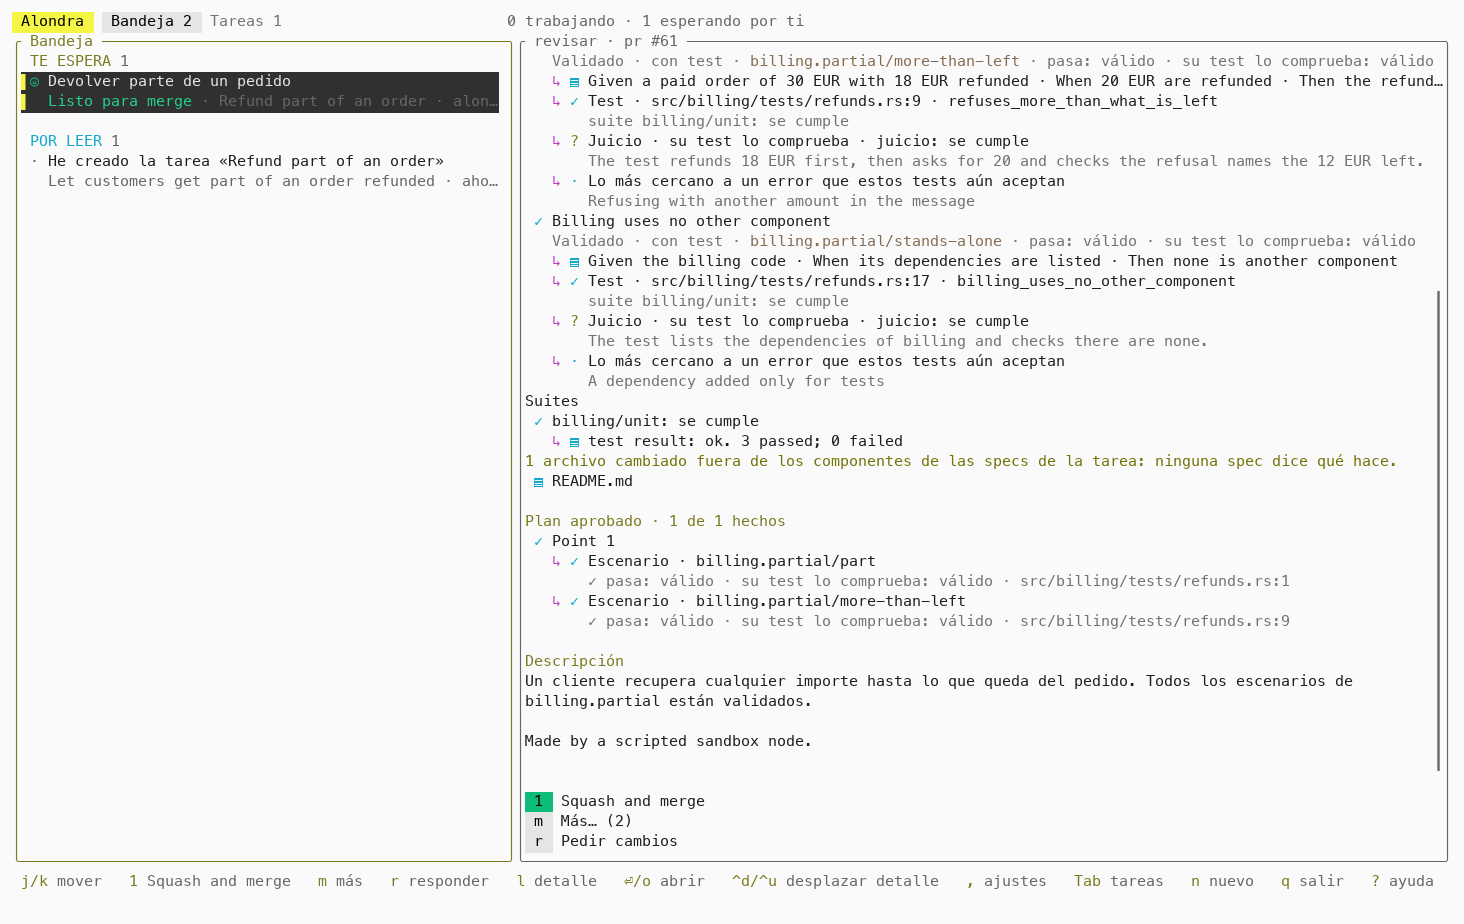 Alondra  Bandeja 2  Tareas 1  0 trabajando · 1 esperando por ti
Bandeja
TE ESPERA 1
☺ Devolver parte de un pedido
Listo para merge · Refund part of an order · alon…
POR LEER 1
· He creado la tarea «Refund part of an order»
Let customers get part of an order refunded · aho…
revisar · pr #61
Validado · con test · billing.partial/more-than-left · pasa: válido · su test lo comprueba: válido
↳ ▤ Given a paid order of 30 EUR with 18 EUR refunded · When 20 EUR are refunded · Then the refund…
↳ ✓ Test · src/billing/tests/refunds.rs:9 · refuses_more_than_what_is_left
suite billing/unit: se cumple
↳ ? Juicio · su test lo comprueba · juicio: se cumple
The test refunds 18 EUR first, then asks for 20 and checks the refusal names the 12 EUR left.
↳ · Lo más cercano a un error que estos tests aún aceptan
Refusing with another amount in the message
✓ Billing uses no other component
Validado · con test · billing.partial/stands-alone · pasa: válido · su test lo comprueba: válido
↳ ▤ Given the billing code · When its dependencies are listed · Then none is another component
↳ ✓ Test · src/billing/tests/refunds.rs:17 · billing_uses_no_other_component
suite billing/unit: se cumple
↳ ? Juicio · su test lo comprueba · juicio: se cumple
The test lists the dependencies of billing and checks there are none.
↳ · Lo más cercano a un error que estos tests aún aceptan
A dependency added only for tests
Suites
✓ billing/unit: se cumple
↳ ▤ test result: ok. 3 passed; 0 failed
1 archivo cambiado fuera de los componentes de las specs de la tarea: ninguna spec dice qué hace.
▤ README.md
Plan aprobado · 1 de 1 hechos
✓ Point 1
↳ ✓ Escenario · billing.partial/part
✓ pasa: válido · su test lo comprueba: válido · src/billing/tests/refunds.rs:1
↳ ✓ Escenario · billing.partial/more-than-left
✓ pasa: válido · su test lo comprueba: válido · src/billing/tests/refunds.rs:9
Descripción
Un cliente recupera cualquier importe hasta lo que queda del pedido. Todos los escenarios de
billing.partial están validados.
Made by a scripted sandbox node.
1 Squash and merge
m Más… (2)
r Pedir cambios
j/k mover  1 Squash and merge  m más  r responder  l detalle  ⏎/o abrir  ^d/^u desplazar detalle  , ajustes  Tab tareas  n nuevo  q salir  ? ayuda